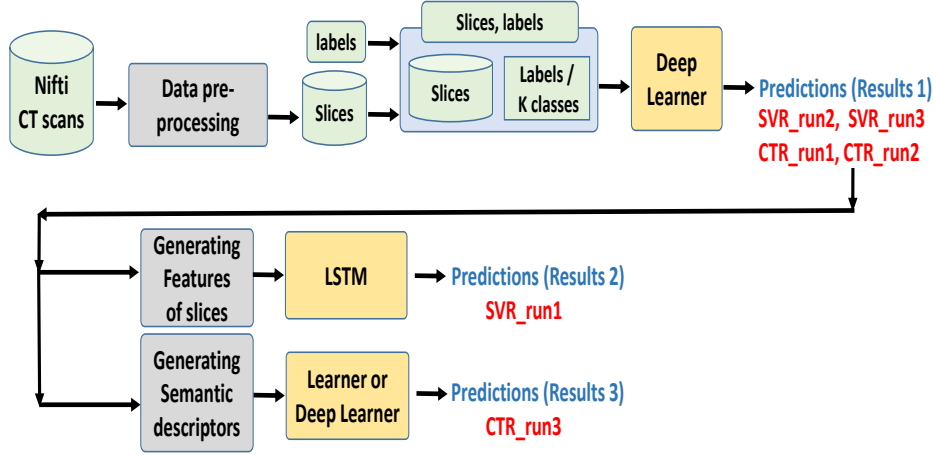 Nifti
CT scans
Data pre-
processing
labels
Slices
Slices, labels
Slices
Labels /
K classes
Deep
Learner
Predictions (Results 1)
SVR_run2, SVR_run3
CTR_run1, CTR_run2
Generating
Features
of slices
LSTM
Predictions (Results 2)
SVR_run1
Generating
Semantic
descriptors
Learner or
Deep Learner
Predictions (Results 3)
CTR_run3